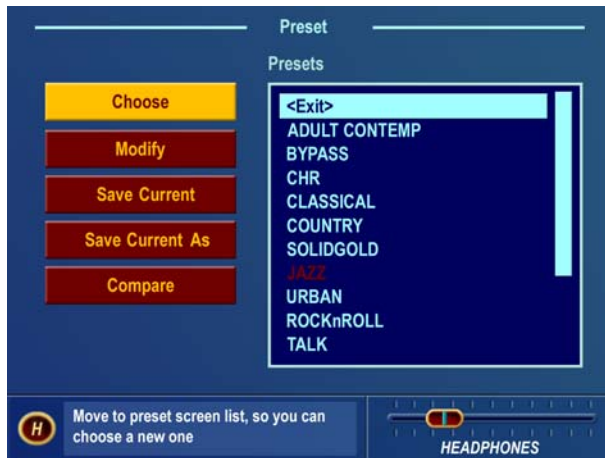 Preset
Presets
Choose
Modify
Save Current
Save Current As
Compare
<Exit>
ADULT CONTEMP
BYPASS
CHR
CLASSICAL
COUNTRY
SOLIDGOLD
JAZZ
URBAN
ROCKnROLL
TALK
H
Move to preset screen list, so you can
choose a new one
HEADPHONES